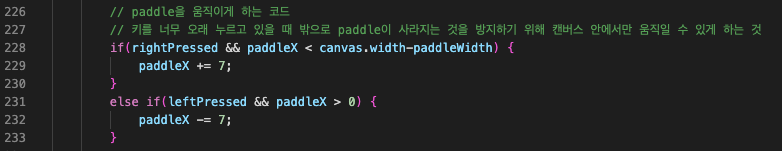 226 // paddle을 움직이게 하는 코드
227 // 키를 너무 오래 누르고 있을 때 밖으로 paddle이 사라지는 것을 방지하기 위해 캔버스 안에서만 움직일 수 있게 하는 것
228 if(rightPressed && paddleX < canvas.width-paddleWidth) {
229 paddleX += 7;
230 }
231 else if(leftPressed && paddleX > 0) {
232 paddleX -= 7;
233 }